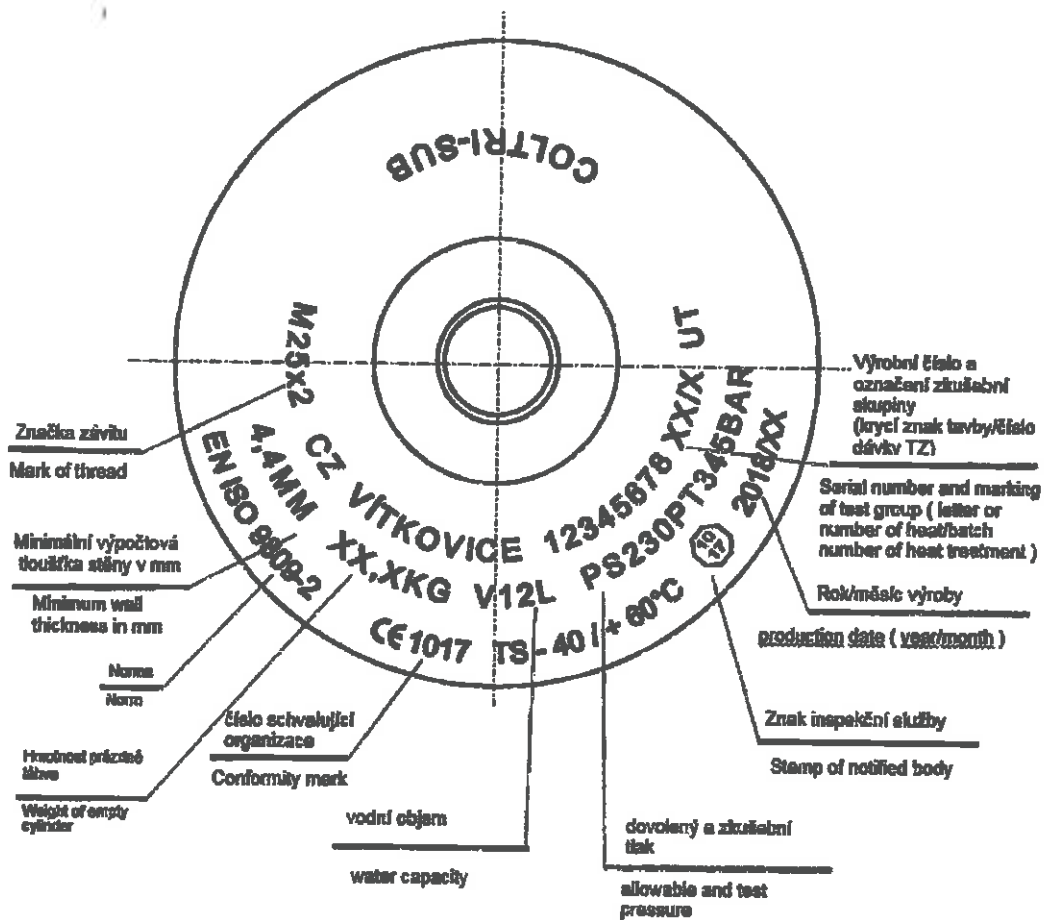 COLTRI-SUB
M25x2 CZ VÍTKOVICE 12345678 XX/X UT
4,4MM XX,XKG V12L PS230PT345BAR
EN ISO 9809-2 CE 1017 TS - 40 / + 60°C 10 17 2018/XX
Značka závitu
Mark of thread
Minimální výpočtová
tloušťka stěny v mm
Minimum wall
thickness in mm
Norma
Norm
Hmotnost prázdné
láhve
Weight of empty
cylinder
číslo schvalující
organizace
Conformity mark
vodní objem
water capacity
dovolený a zkušební
tlak
allowable and test
pressure
Znak inspekční služby
Stamp of notified body
Rok/měsíc výroby
production date ( year/month )
Výrobní číslo a
označení zkušební
skupiny
(krycí znak tavby/číslo
dávky TZ)
Serial number and marking
of test group ( letter or
number of heat/batch
number of heat treatment )